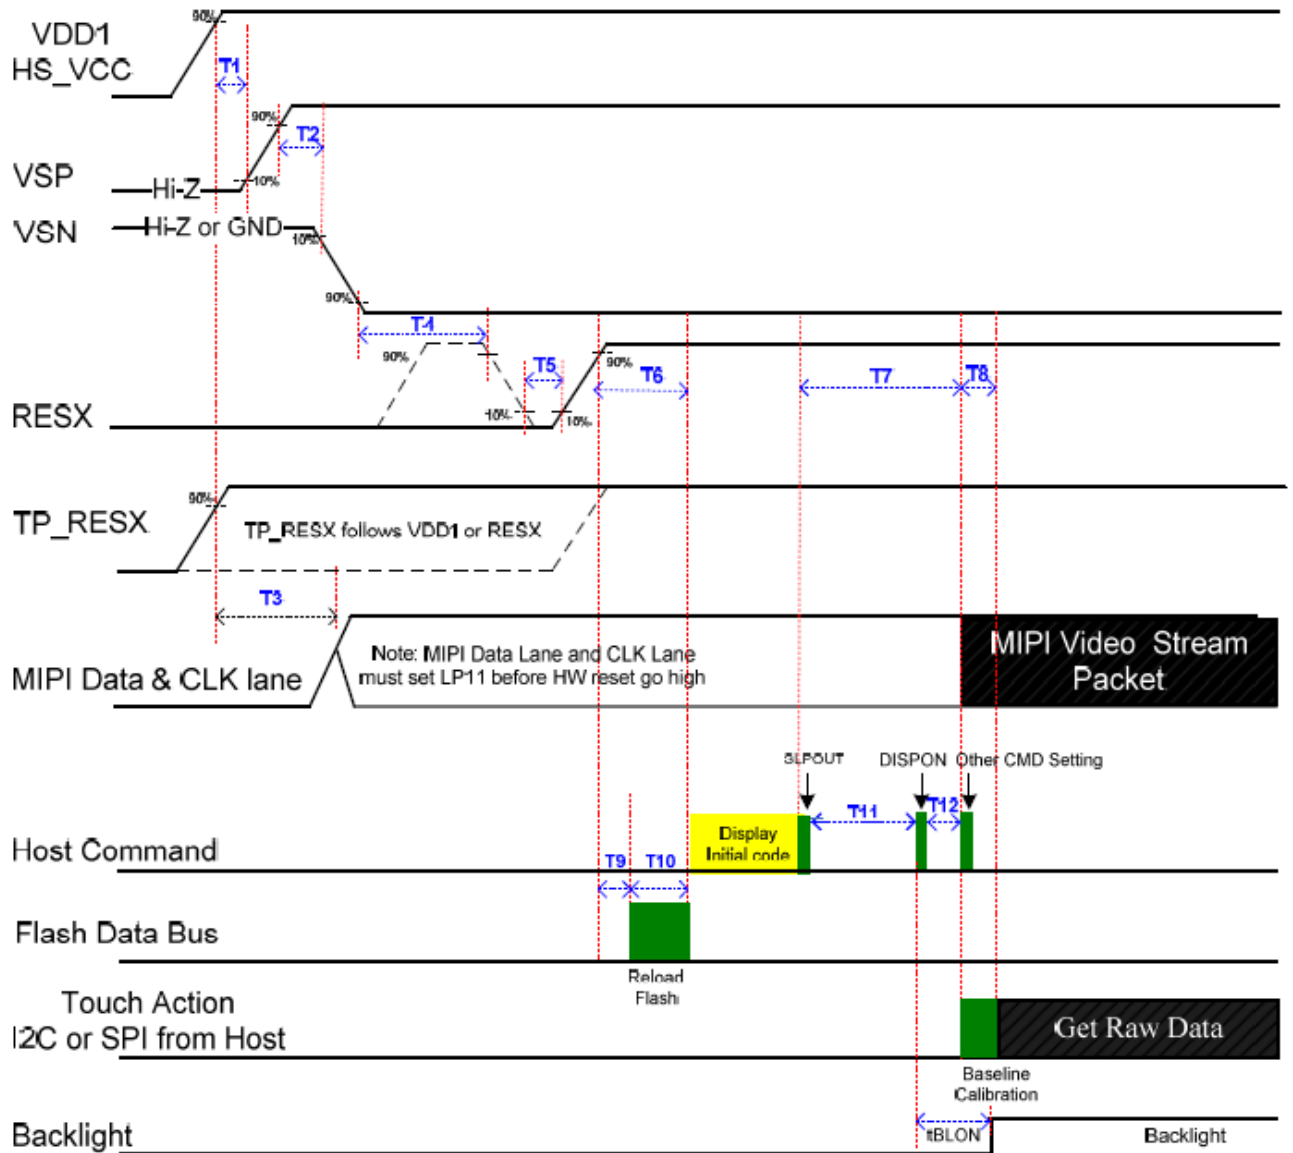 90%
VDD1
HS_VCC
T1
90%
T2
VSP
Hi-Z
10%
VSN
Hi-Z or GND
10%
90%
T4
90%
90%
T5
T6
T7
T8
RESX
10%
10%
90%
TP_RESX
TP_RESX follows VDD1 or RESX
T3
MIPI Data & CLK lane
Note: MIPI Data Lane and CLK Lane
must set LP11 before HW reset go high
MIPI Video Stream
Packet
SLPOUT
DISPON
Other CMD Setting
T11
T12
Host Command
Display
Initial code
T9
T10
Flash Data Bus
Reload
Flash
Touch Action
I2C or SPI from Host
Get Raw Data
Baseline
Calibration
Backlight
tBLON
Backlight